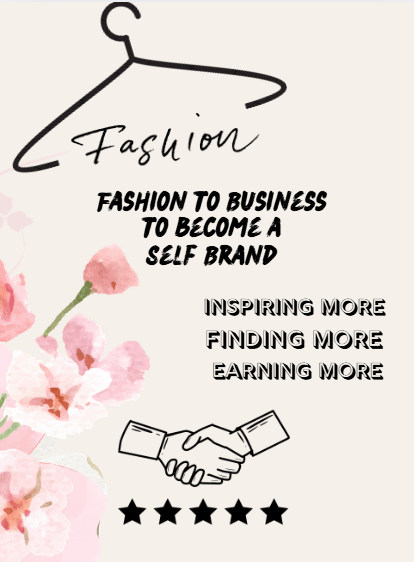 Fashion
FASHION TO BUSINESS
TO BECOME A
SELF BRAND
INSPIRING MORE
FINDING MORE
EARNING MORE